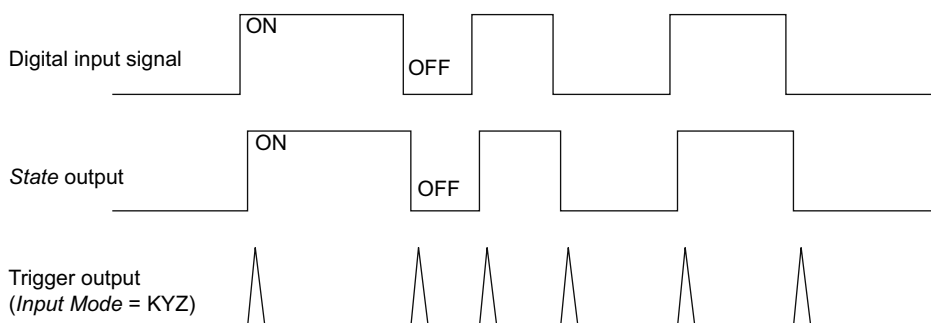 ON
Digital input signal
OFF
ON
State output
OFF
Trigger output
(Input Mode = KYZ)